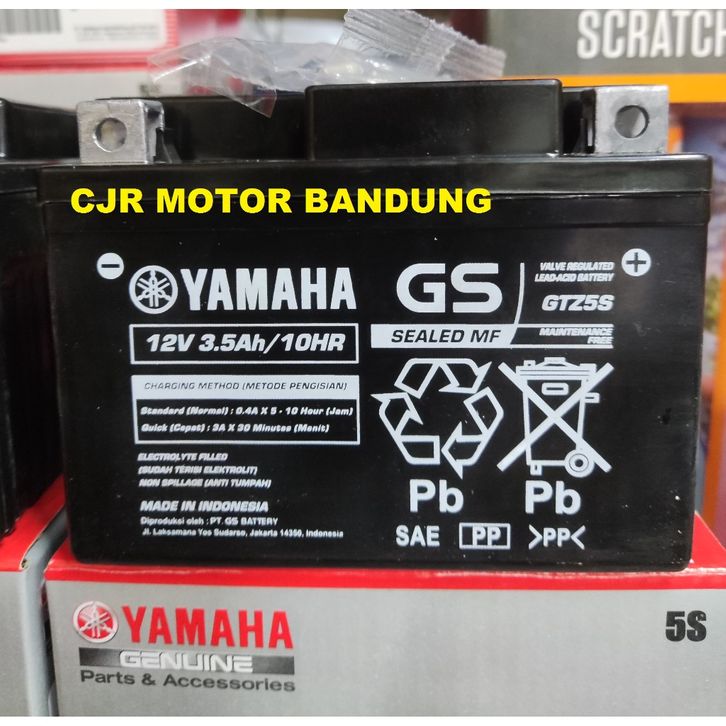 SCRATCH
CJR MOTOR BANDUNG
YAMAHA
12V 3.5Ah/10HR
CHARGING METHOD (METODE PENGISIAN)
Standard (Normal) : 0.4A X 5 - 10 Hour (Jam)
Quick (Cepat) : 3A X 30 Minutes (Menit)
ELECTROLYTE FILLED
(SUDAH TERISI ELEKTROLIT)
NON SPILLAGE (ANTI TUMPAH)
MADE IN INDONESIA
Diproduksi oleh : PT. GS BATTERY
Jl. Laksamana Yos Sudarso, Jakarta 14350, Indonesia
GS
VALVE REGULATED
LEAD-ACID BATTERY
GTZ5S
SEALED MF
MAINTENANCE
FREE
Pb
Pb
SAE PP >PP<
YAMAHA
GENUINE
Parts & Accessories
5S